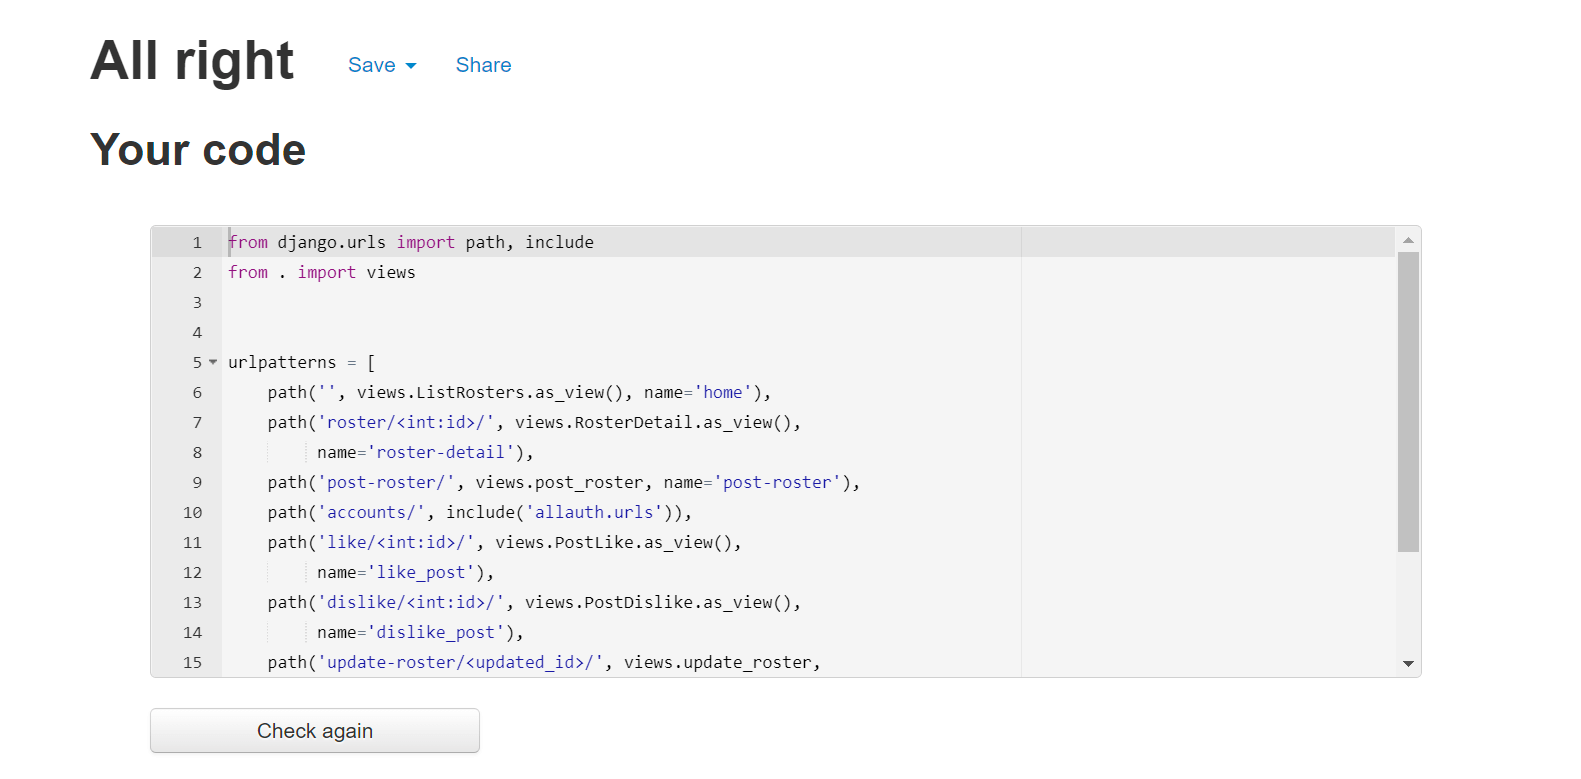 All right Save Share
Your code
1 from django.urls import path, include
2 from . import views
3
4
5 urlpatterns = [
6     path('', views.ListRosters.as_view(), name='home'),
7     path('roster/<int:id>/', views.RosterDetail.as_view(),
8          name='roster-detail'),
9     path('post-roster/', views.post_roster, name='post-roster'),
10     path('accounts/', include('allauth.urls')),
11     path('like/<int:id>/', views.PostLike.as_view(),
12          name='like_post'),
13     path('dislike/<int:id>/', views.PostDislike.as_view(),
14          name='dislike_post'),
15     path('update-roster/<updated_id>/', views.update_roster,
Check again